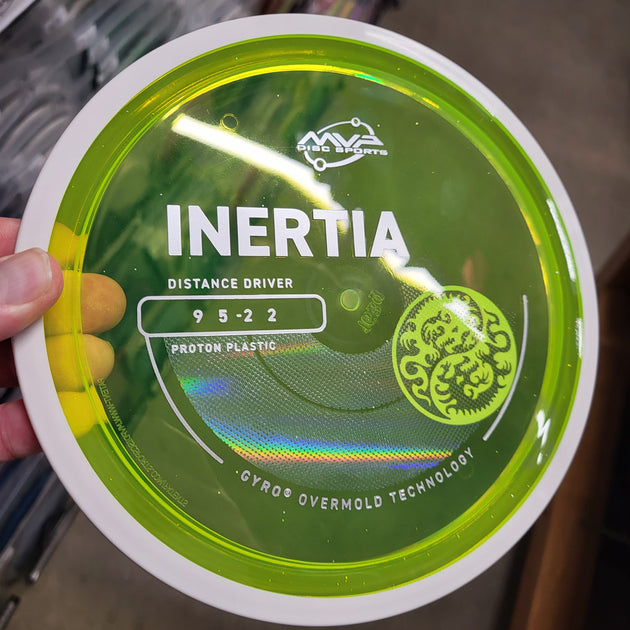 MVP
DISC SPORTS
INERTIA
DISTANCE DRIVER
9 5 -2 2
PROTON PLASTIC
GYRO® OVERMOLD TECHNOLOGY